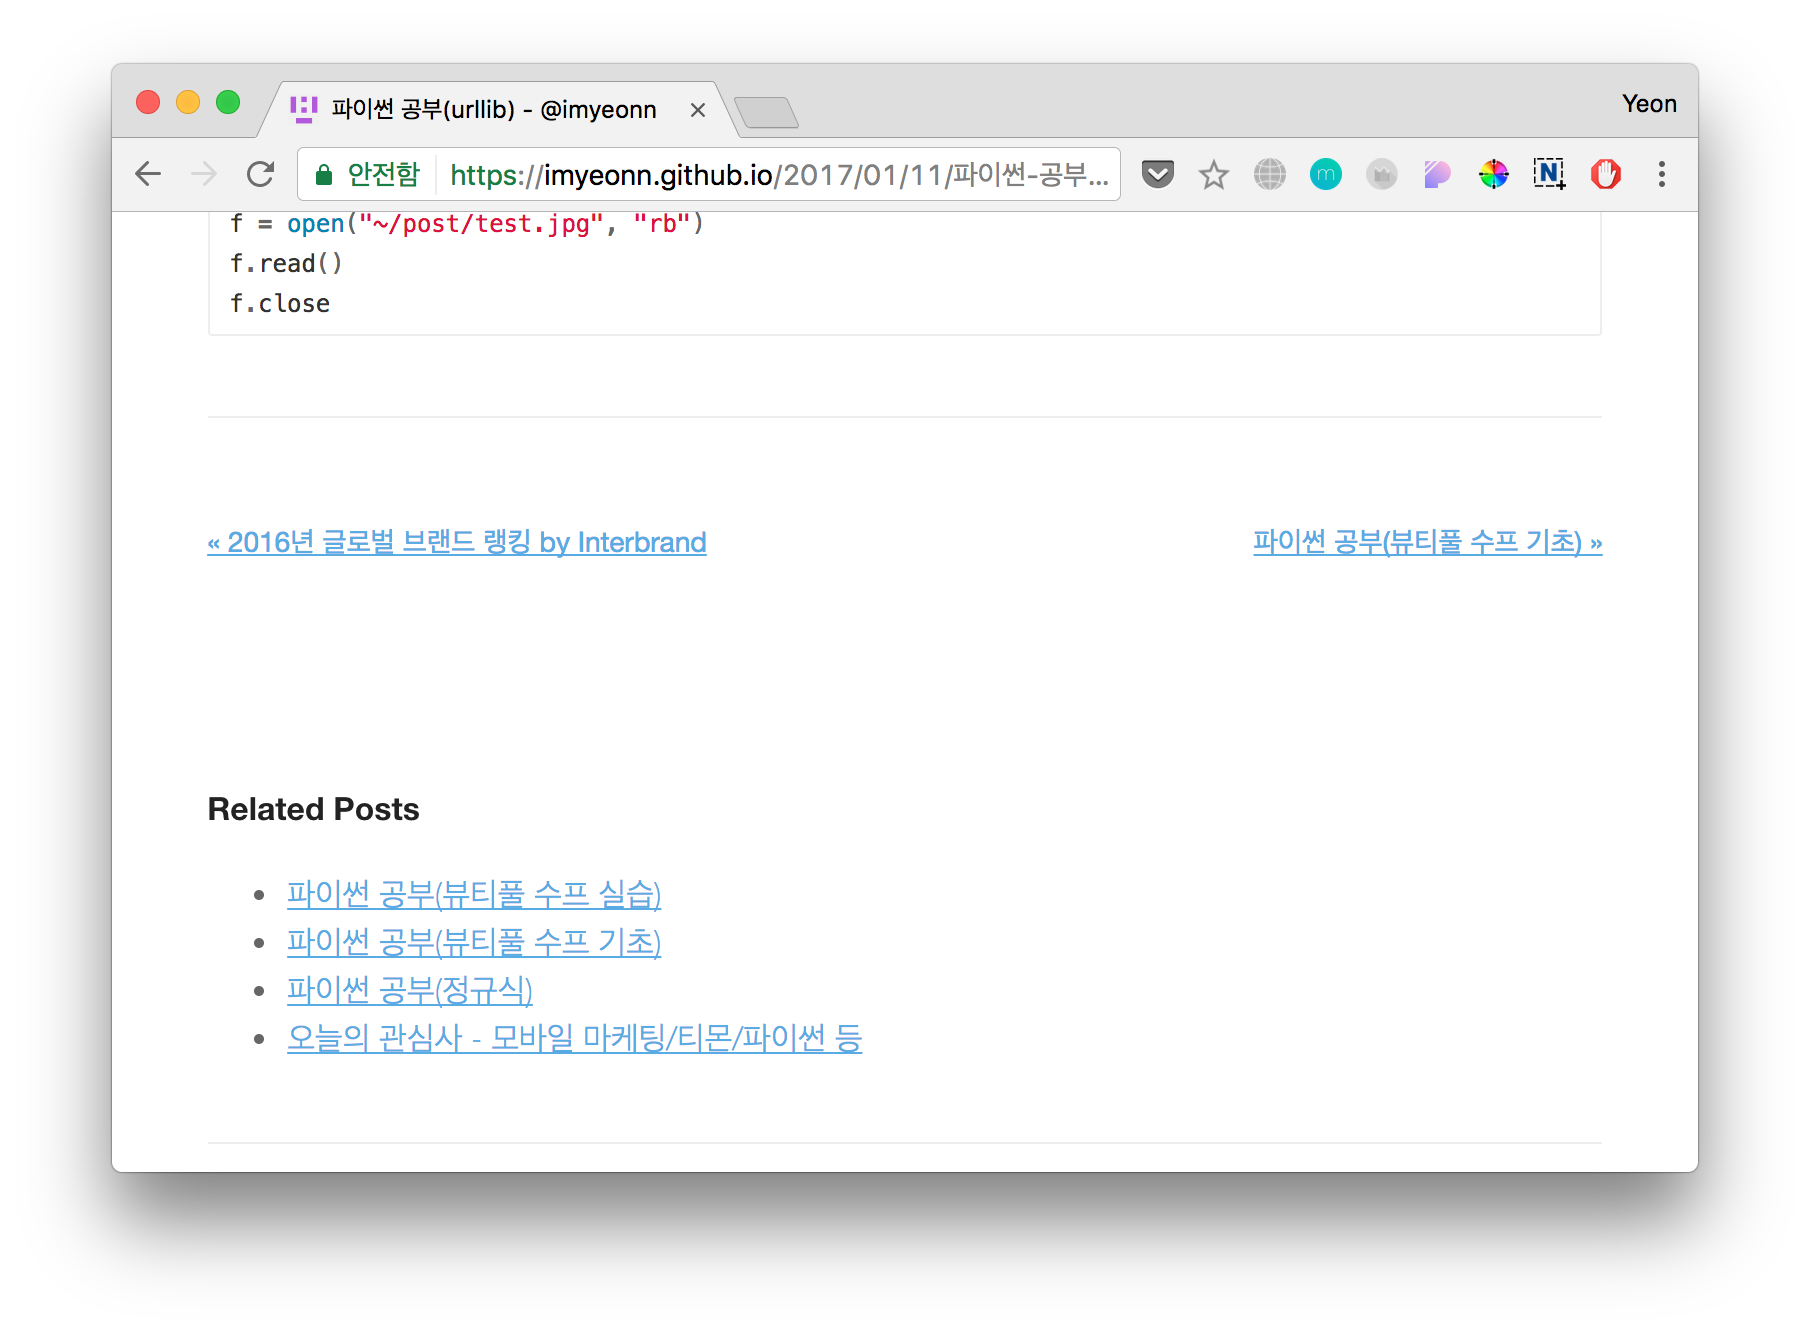 파이썬 공부(urllib) - @imyeonn
Yeon
안전함 https://imyeonn.github.io/2017/01/11/파이썬-공부...
f = open("~/post/test.jpg", "rb")
f.read()
f.close
« 2016년 글로벌 브랜드 랭킹 by Interbrand
파이썬 공부(뷰티풀 수프 기초) »
Related Posts
파이썬 공부(뷰티풀 수프 실습)
파이썬 공부(뷰티풀 수프 기초)
파이썬 공부(정규식)
오늘의 관심사 - 모바일 마케팅/티몬/파이썬 등